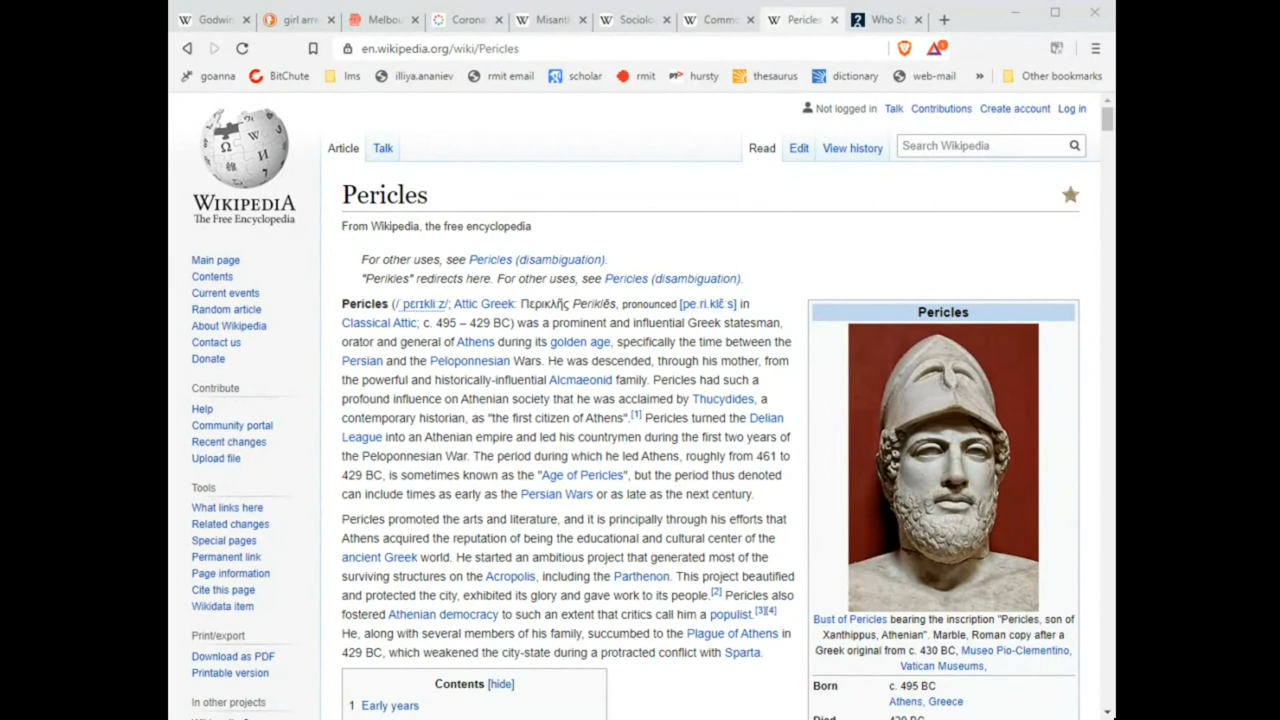 Godwin
girl arre
Melbou
Corona
Misant
Sociolo
Commo
Pericles
Who Sa
en.wikipedia.org/wiki/Pericles
goanna
BitChute
lms
illiya.ananiev
rmit email
scholar
rmit
hursty
thesaurus
dictionary
web-mail
»
Other bookmarks
Not logged in Talk Contributions Create account Log in
Article Talk
Read Edit View history
Search Wikipedia
WIKIPEDIA
The Free Encyclopedia
Main page
Contents
Current events
Random article
About Wikipedia
Contact us
Donate
Contribute
Help
Community portal
Recent changes
Upload file
Tools
What links here
Related changes
Special pages
Permanent link
Page information
Cite this page
Wikidata item
Print/export
Download as PDF
Printable version
In other projects
Pericles
From Wikipedia, the free encyclopedia
For other uses, see Pericles (disambiguation).
"Perikles" redirects here. For other uses, see Pericles (disambiguation).
Pericles (/ˈpɛrɪkliːz/; Attic Greek: Περικλῆς Periklēs, pronounced [pe.ri.klɛ̂ːs] in
Classical Attic; c. 495 – 429 BC) was a prominent and influential Greek statesman,
orator and general of Athens during its golden age, specifically the time between the
Persian and the Peloponnesian Wars. He was descended, through his mother, from
the powerful and historically-influential Alcmaeonid family. Pericles had such a
profound influence on Athenian society that he was acclaimed by Thucydides, a
contemporary historian, as "the first citizen of Athens".[1] Pericles turned the Delian
League into an Athenian empire and led his countrymen during the first two years of
the Peloponnesian War. The period during which he led Athens, roughly from 461 to
429 BC, is sometimes known as the "Age of Pericles", but the period thus denoted
can include times as early as the Persian Wars or as late as the next century.
Pericles promoted the arts and literature, and it is principally through his efforts that
Athens acquired the reputation of being the educational and cultural center of the
ancient Greek world. He started an ambitious project that generated most of the
surviving structures on the Acropolis, including the Parthenon. This project beautified
and protected the city, exhibited its glory and gave work to its people.[2] Pericles also
fostered Athenian democracy to such an extent that critics call him a populist.[3][4]
He, along with several members of his family, succumbed to the Plague of Athens in
429 BC, which weakened the city-state during a protracted conflict with Sparta.
Contents [hide]
1 Early years
Pericles
Bust of Pericles bearing the inscription "Pericles, son of
Xanthippus, Athenian". Marble, Roman copy after a
Greek original from c. 430 BC, Museo Pio-Clementino,
Vatican Museums,
Born c. 495 BC
Athens, Greece